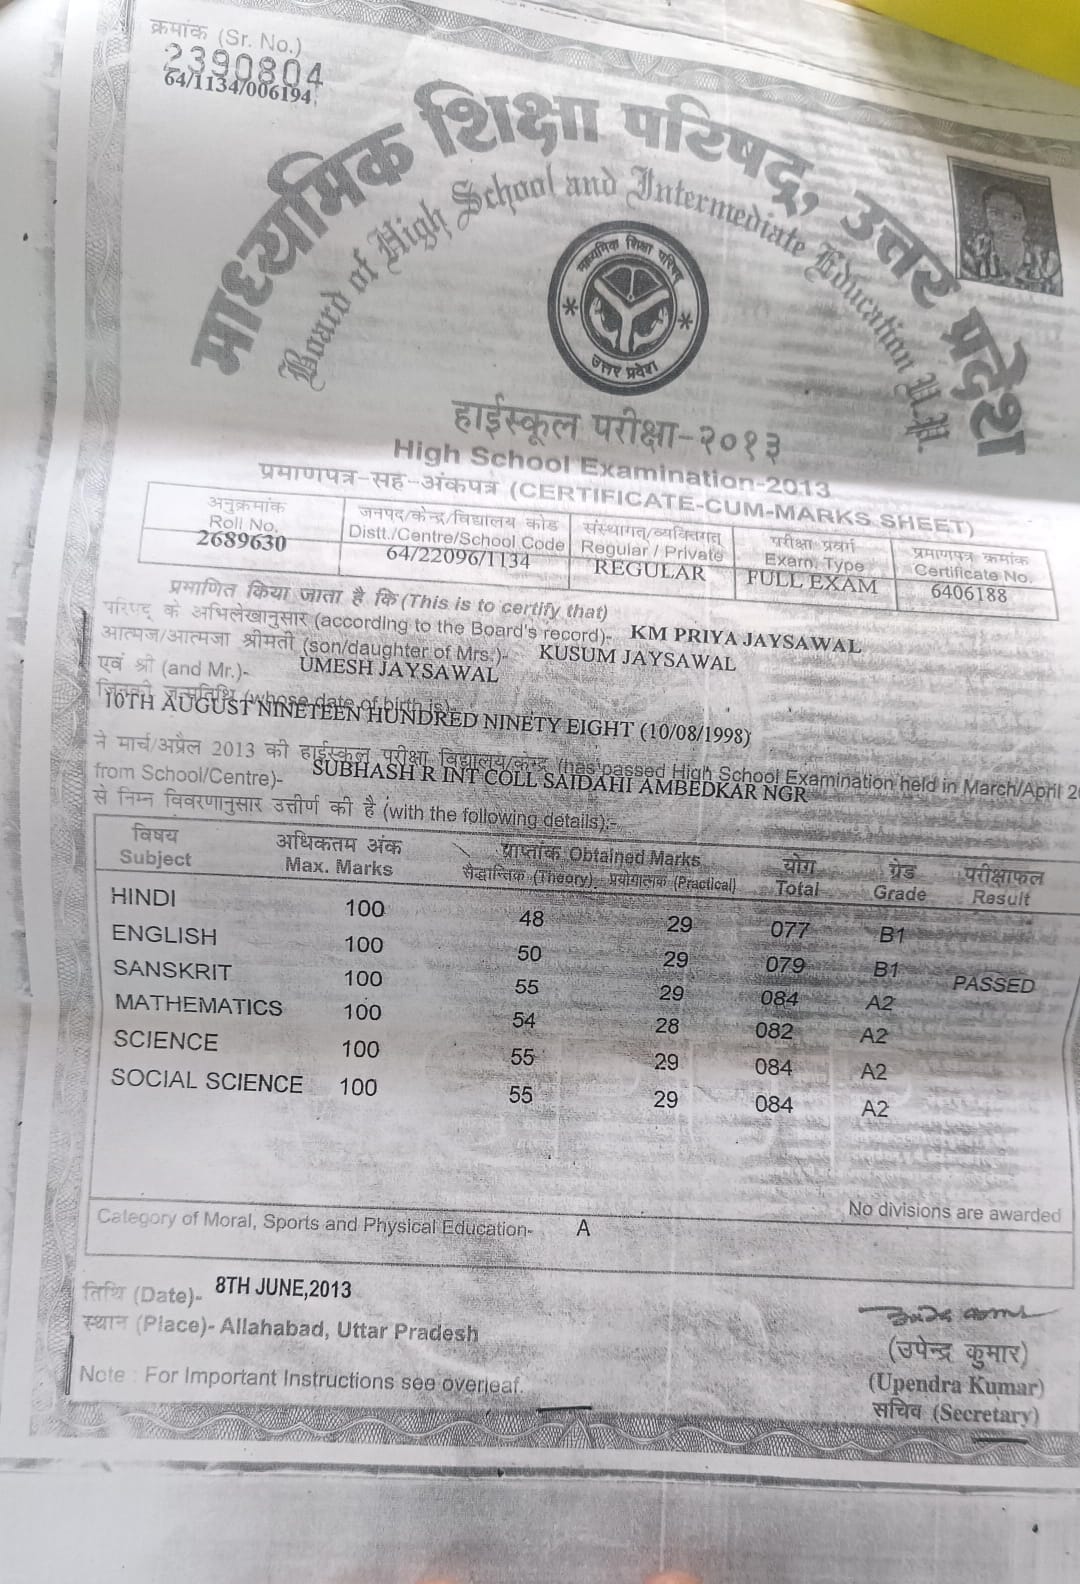 क्रमांक (Sr. No.)
2390804
64/1134/006194
माध्यमिक शिक्षा परिषद्, उत्तर प्रदेश
Board of High School and Intermediate Education U.P.
माध्यमिक शिक्षा परिषद्
उत्तर प्रदेश
हाईस्कूल परीक्षा-२०१३
High School Examination-2013
प्रमाणपत्र-सह-अंकपत्र (CERTIFICATE-CUM-MARKS SHEET)
अनुक्रमांक जनपद/केन्द्र/विद्यालय कोड संस्थागत/व्यक्तिगत परीक्षा प्रवर्ग प्रमाणपत्र क्रमांक
Roll No. Distt./Centre/School Code Regular / Private Exam. Type Certificate No.
2689630 64/22096/1134 REGULAR FULL EXAM 6406188
प्रमाणित किया जाता है कि (This is to certify that)
परिषद् के अभिलेखानुसार (according to the Board's record)- KM PRIYA JAYSAWAL
आत्मज/आत्मजा श्रीमती (son/daughter of Mrs.)- KUSUM JAYSAWAL
एवं श्री (and Mr.)- UMESH JAYSAWAL
जिनकी जन्मतिथि (whose date of birth is)-
10TH AUGUST NINETEEN HUNDRED NINETY EIGHT (10/08/1998)
ने मार्च/अप्रैल 2013 की हाईस्कूल परीक्षा विद्यालय/केन्द्र (has passed High School Examination held in March/April 20
from School/Centre)- SUBHASH R INT COLL SAIDAHI AMBEDKAR NGR
से निम्न विवरणानुसार उत्तीर्ण की है (with the following details):-
विषय अधिकतम अंक प्राप्तांक Obtained Marks योग ग्रेड परीक्षाफल
Subject Max. Marks सैद्धान्तिक (Theory) प्रयोगात्मक (Practical) Total Grade Result
HINDI 100 48 29 077 B1
ENGLISH 100 50 29 079 B1 PASSED
SANSKRIT 100 55 29 084 A2
MATHEMATICS 100 54 28 082 A2
SCIENCE 100 55 29 084 A2
SOCIAL SCIENCE 100 55 29 084 A2
No divisions are awarded
Category of Moral, Sports and Physical Education- A
तिथि (Date)- 8TH JUNE,2013
स्थान (Place)- Allahabad, Uttar Pradesh
(उपेन्द्र कुमार)
(Upendra Kumar)
सचिव (Secretary)
Note : For Important Instructions see overleaf.